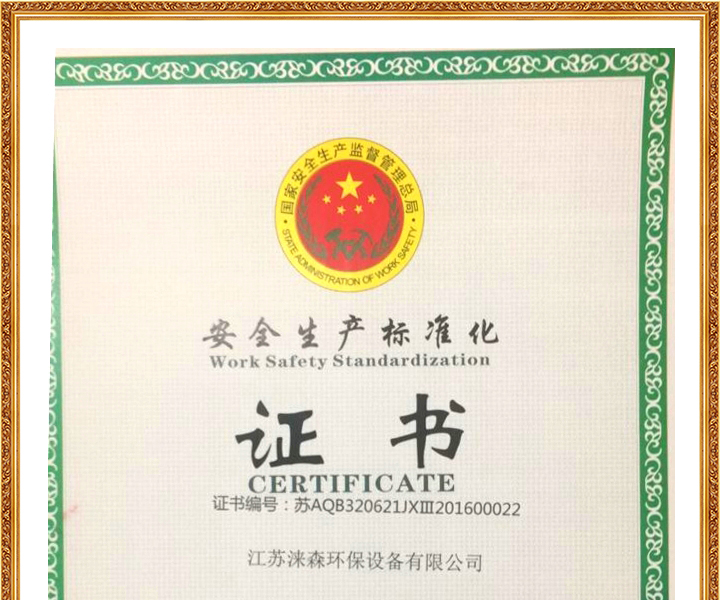 国家安全生产监督管理总局
STATE ADMINISTRATION OF WORK SAFETY
安全生产标准化
Work Safety Standardization
证书
CERTIFICATE
证书编号：苏AQB320621JXⅢ201600022
江苏涞森环保设备有限公司